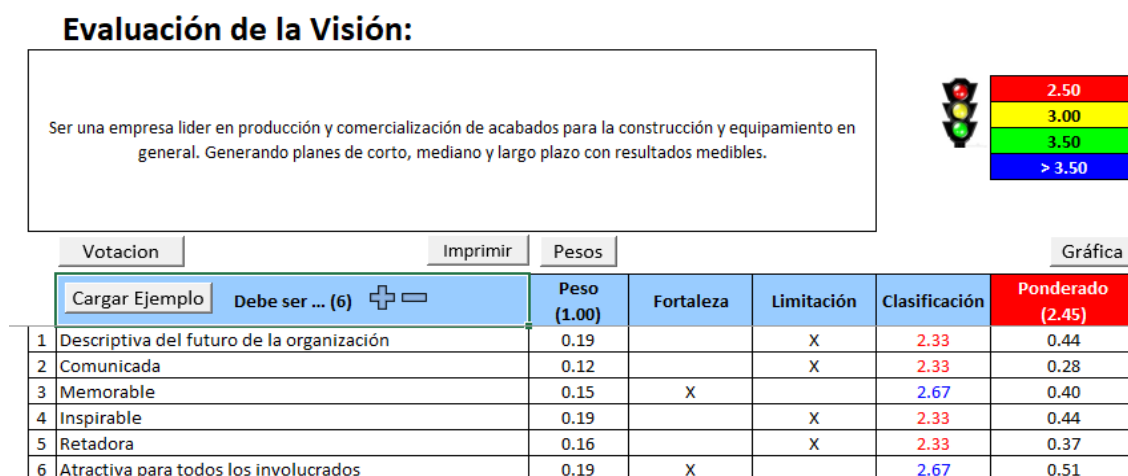 Evaluación de la Visión:
Ser una empresa lider en producción y comercialización de acabados para la construcción y equipamiento en
general. Generando planes de corto, mediano y largo plazo con resultados medibles.
2.50
3.00
3.50
> 3.50
Votacion Imprimir Pesos Gráfica
Cargar Ejemplo Debe ser ... (6) Peso (1.00) Fortaleza Limitación Clasificación Ponderado (2.45)
1 Descriptiva del futuro de la organización 0.19 X 2.33 0.44
2 Comunicada 0.12 X 2.33 0.28
3 Memorable 0.15 X 2.67 0.40
4 Inspirable 0.19 X 2.33 0.44
5 Retadora 0.16 X 2.33 0.37
6 Atractiva para todos los involucrados 0.19 X 2.67 0.51